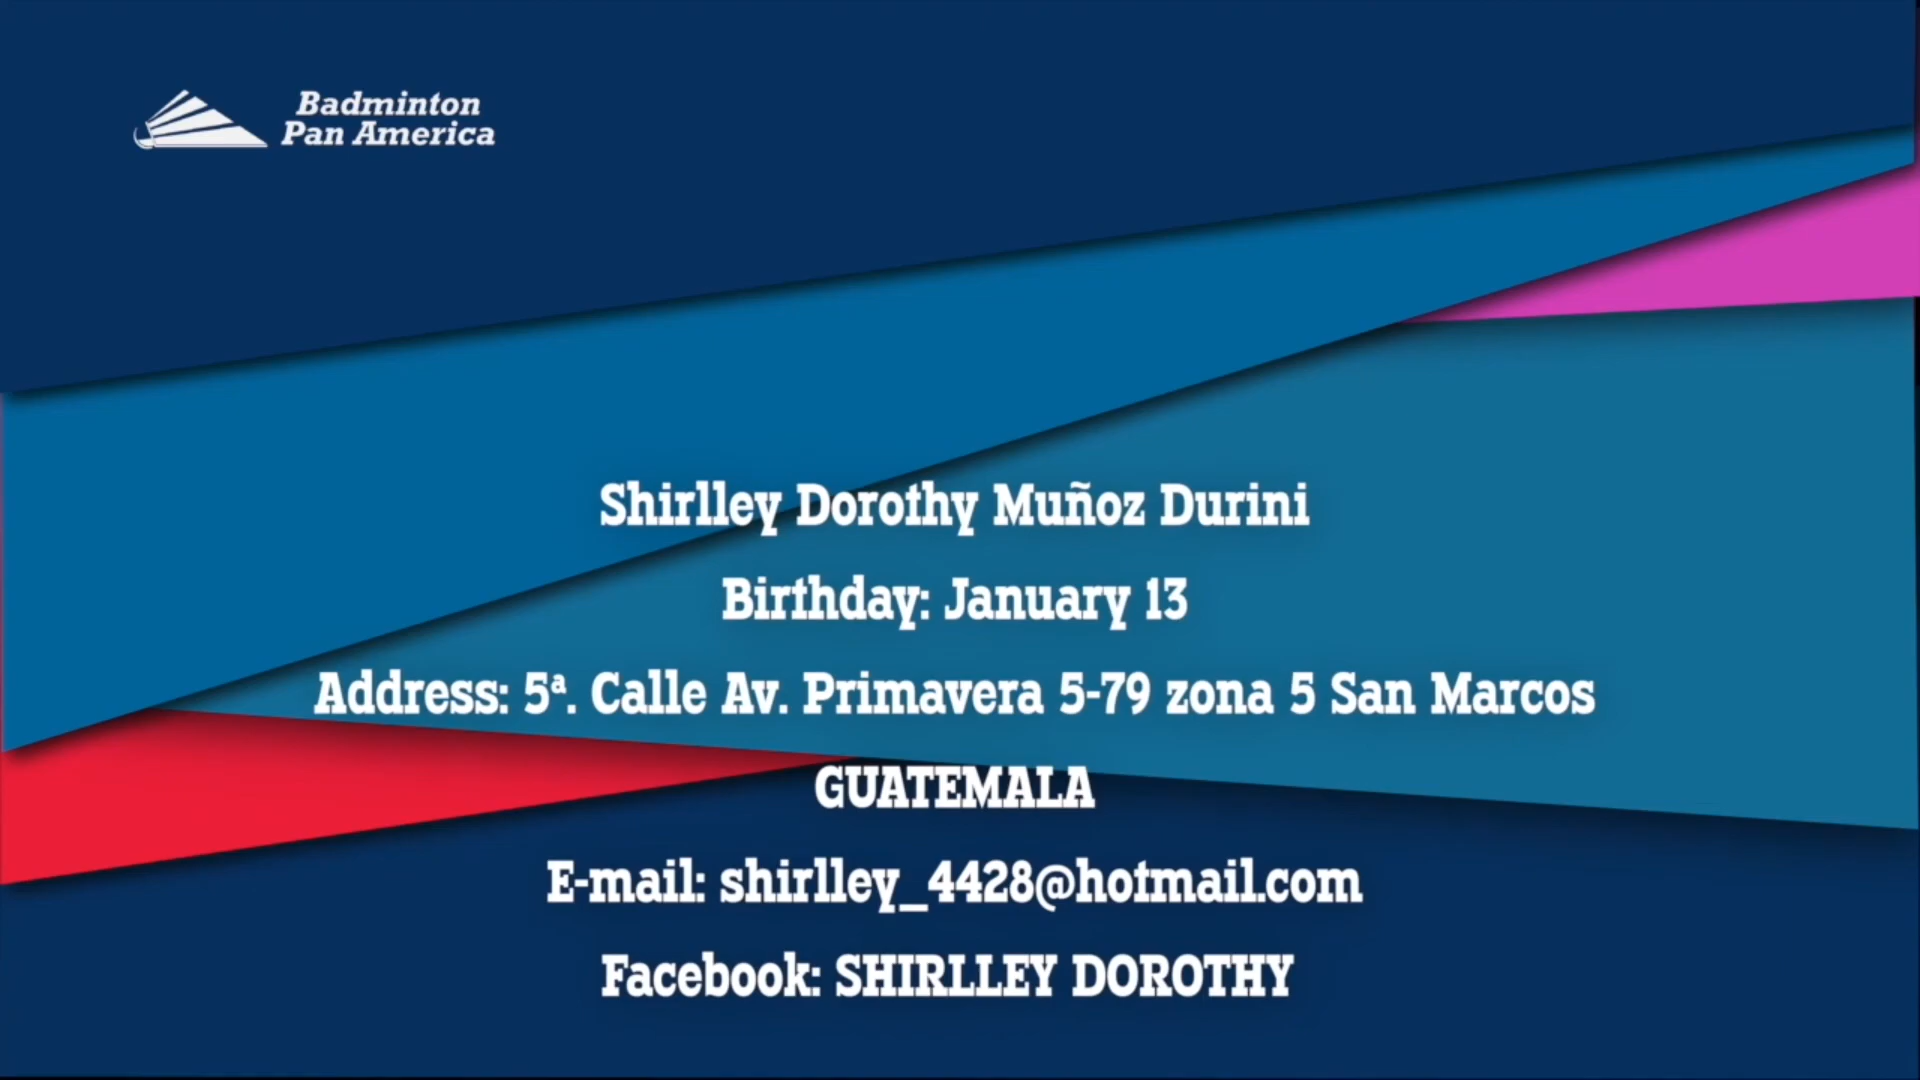 Badminton
Pan America
Shirlley Dorothy Muñoz Durini
Birthday: January 13
Address: 5ª. Calle Av. Primavera 5-79 zona 5 San Marcos
GUATEMALA
E-mail: shirlley_4428@hotmail.com
Facebook: SHIRLLEY DOROTHY